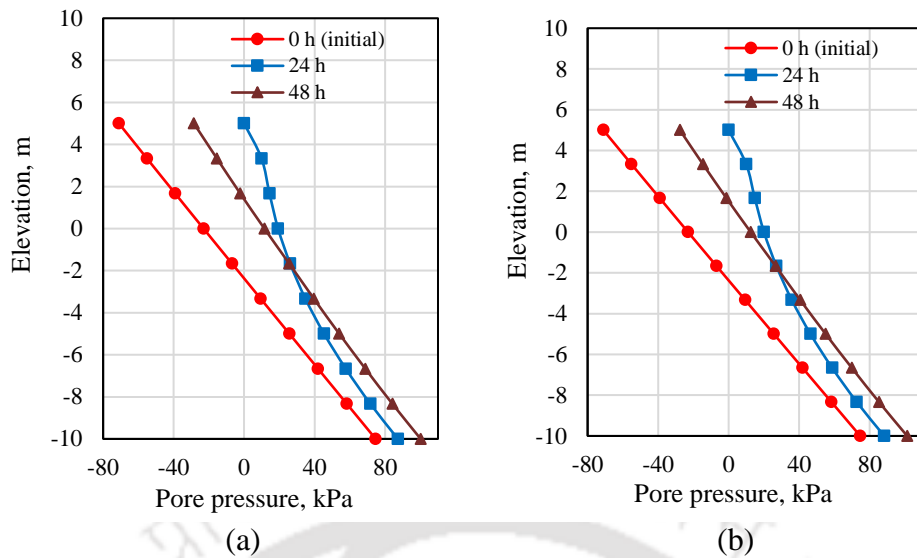 10
8
6
4
2
0
-2
-4
-6
-8
-10
Elevation, m
0 h (initial)
24 h
48 h
-80 -40 0 40 80
Pore pressure, kPa
(a)
10
8
6
4
2
0
-2
-4
-6
-8
-10
Elevation, m
0 h (initial)
24 h
48 h
-80 -40 0 40 80
Pore pressure, kPa
(b)